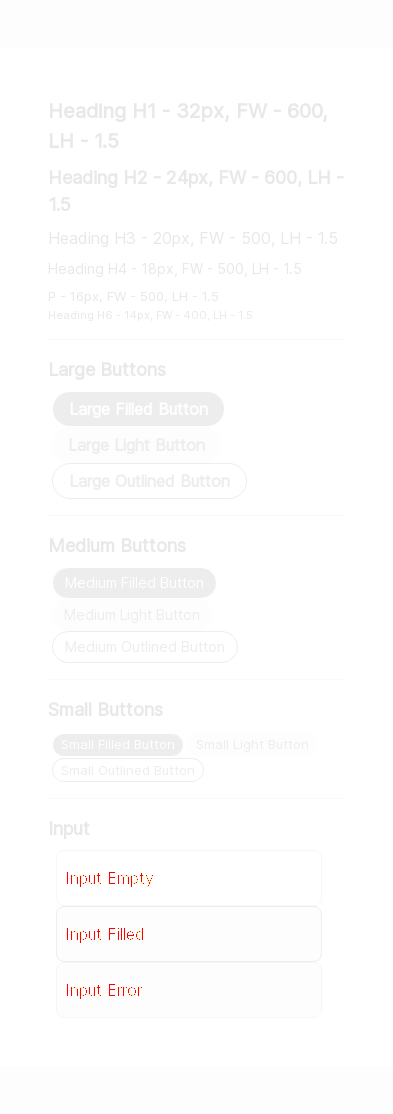 Heading H1 - 32px, FW - 600,
LH - 1.5
Heading H2 - 24px, FW - 600, LH -
1.5
Heading H3 - 20px, FW - 500, LH - 1.5
Heading H4 - 18px, FW - 500, LH - 1.5
P - 16px, FW - 500, LH - 1.5
Heading H6 - 14px, FW - 400, LH - 1.5
Large Buttons
Large Filled Button
Large Light Button
Large Outlined Button
Medium Buttons
Medium Filled Button
Medium Light Button
Medium Outlined Button
Small Buttons
Small Filled Button Small Light Button
Small Outlined Button
Input
Input Empty
Input Filled
Input Error